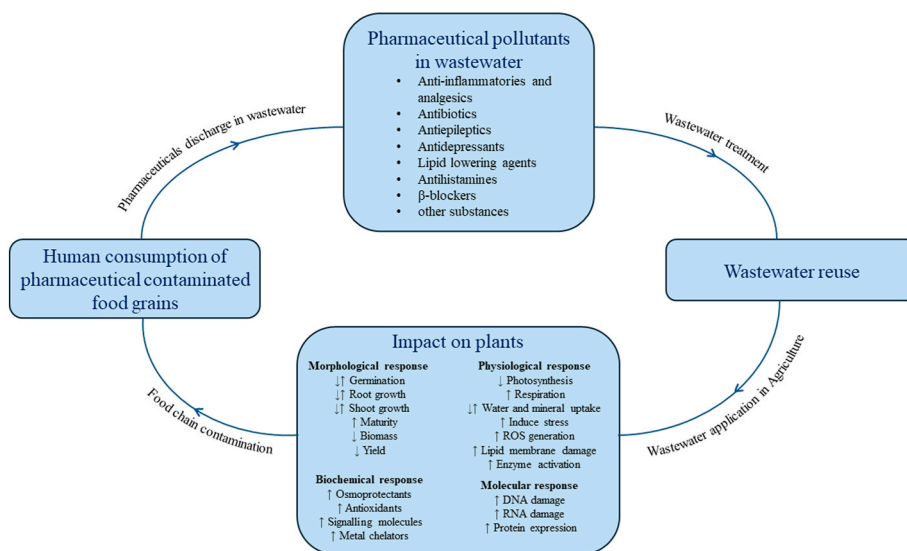 Pharmaceutical pollutants
in wastewater
• Anti-inflammatories and
analgesics
• Antibiotics
• Antiepileptics
• Antidepressants
• Lipid lowering agents
• Antihistamines
• β-blockers
• other substances
Pharmaceuticals discharge in wastewater
Wastewater treatment
Human consumption of
pharmaceutical contaminated
food grains
Wastewater reuse
Impact on plants
Morphological response
↓↑ Germination
↓↑ Root growth
↓↑ Shoot growth
↑ Maturity
↓ Biomass
↓ Yield
Physiological response
↓ Photosynthesis
↑ Respiration
↓↑ Water and mineral uptake
↑ Induce stress
↑ ROS generation
↑ Lipid membrane damage
↑ Enzyme activation
Biochemical response
↑ Osmoprotectants
↑ Antioxidants
↑ Signalling molecules
↑ Metal chelators
Molecular response
↑ DNA damage
↑ RNA damage
↑ Protein expression
Food chain contamination
Wastewater application in Agriculture